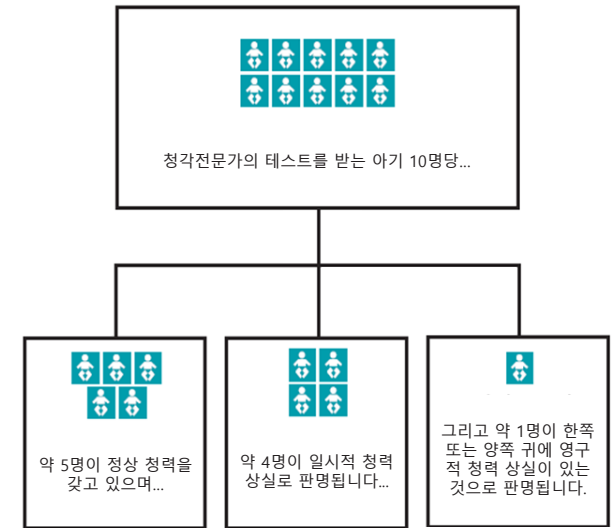 청각전문가의 테스트를 받는 아기 10명당...
약 5명이 정상 청력을
갖고 있으며...
약 4명이 일시적 청력
상실로 판명됩니다...
그리고 약 1명이 한쪽
또는 양쪽 귀에 영구
적 청력 상실이 있는
것으로 판명됩니다.